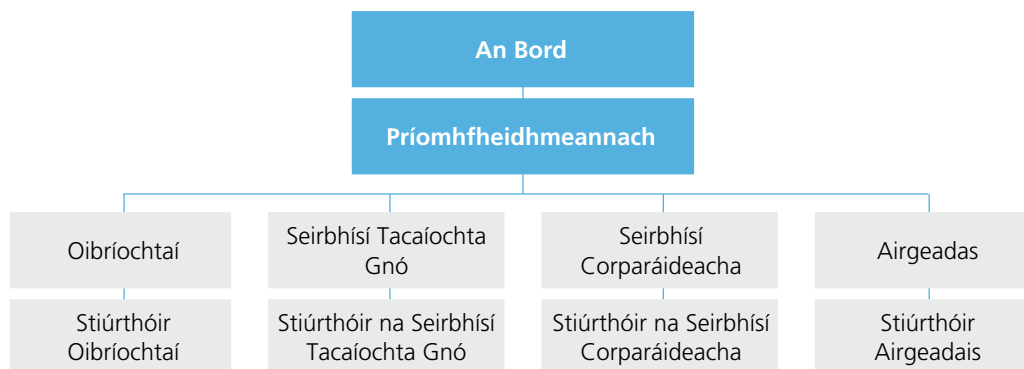 An Bord
Príomhfheidhmeannach
Oibríochtaí
Seirbhísí Tacaíochta
Gnó
Seirbhísí
Corparáideacha
Airgeadas
Stiúrthóir
Oibríochtaí
Stiúrthóir na Seirbhísí
Tacaíochta Gnó
Stiúrthóir na Seirbhísí
Corparáideacha
Stiúrthóir
Airgeadais